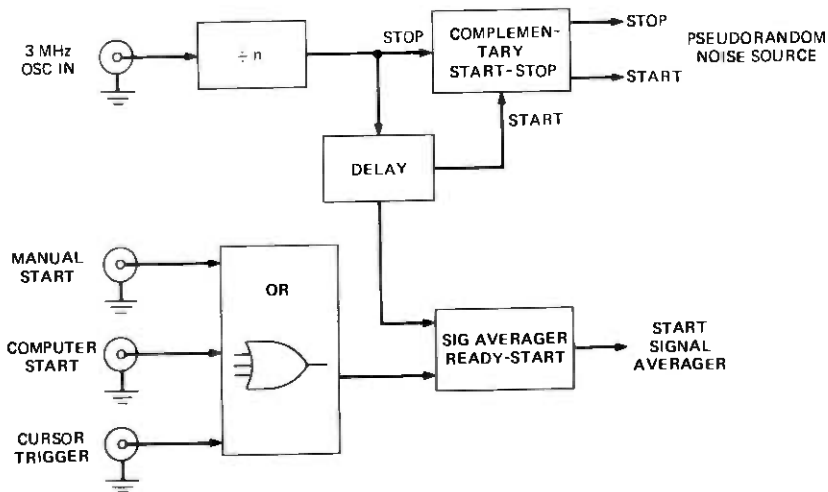 3 MHz
OSC IN
÷ n
STOP
COMPLEMEN-
TARY
START-STOP
STOP
START
PSEUDORANDOM
NOISE SOURCE
START
DELAY
MANUAL
START
COMPUTER
START
CURSOR
TRIGGER
OR
SIG AVERAGER
READY-START
START
SIGNAL
AVERAGER